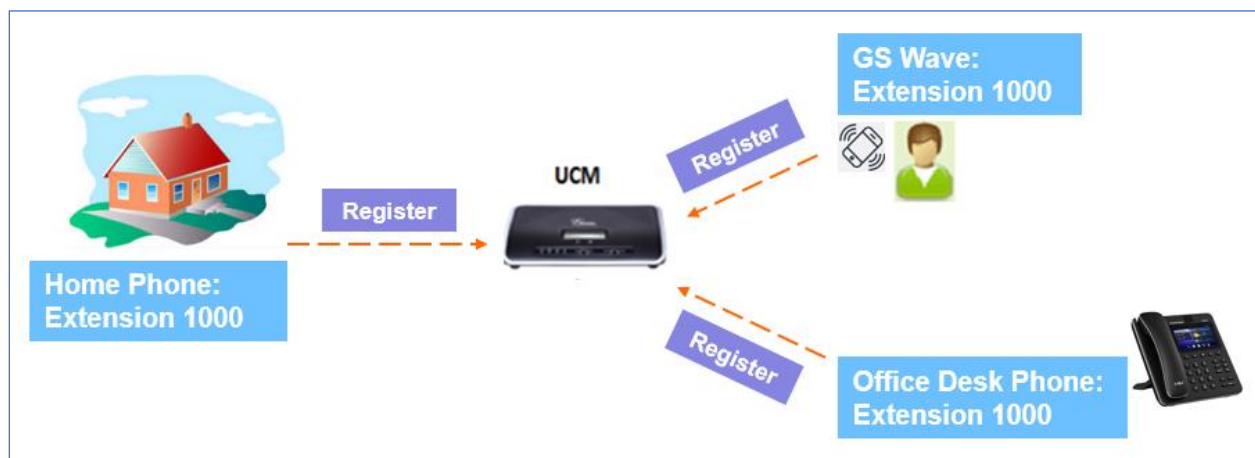 GS Wave:
Extension 1000
Register
UCM
Register
Home Phone:
Extension 1000
Register
Office Desk Phone:
Extension 1000